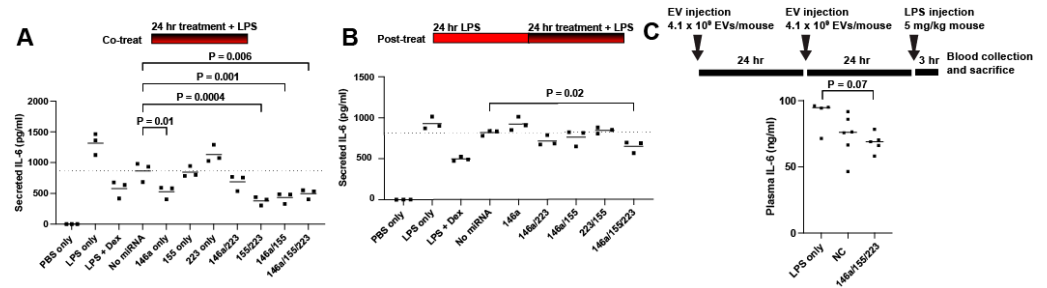 A
24 hr treatment + LPS
Co-treat
P = 0.006
P = 0.001
P = 0.0004
P = 0.01
Secreted IL-6 (pg/ml)
2000
1500
1000
500
0
PBS only
LPS only
LPS + Dex
No miRNA
146a only
155 only
223 only
146a/223
155/223
146a/155
146a/155/223
B
24 hr LPS
24 hr treatment + LPS
Post-treat
P = 0.02
Secreted IL-6 (pg/ml)
1500
1000
500
0
PBS only
LPS only
LPS + Dex
No miRNA
146a
146a/223
146a/155
223/155
146a/155/223
C
EV injection
4.1 x 10⁹ EVs/mouse
EV injection
4.1 x 10⁹ EVs/mouse
LPS injection
5 mg/kg mouse
24 hr
24 hr
3 hr
Blood collection
and sacrifice
P = 0.07
Plasma IL-6 (ng/ml)
100
50
0
LPS only
NC
146a/155/223